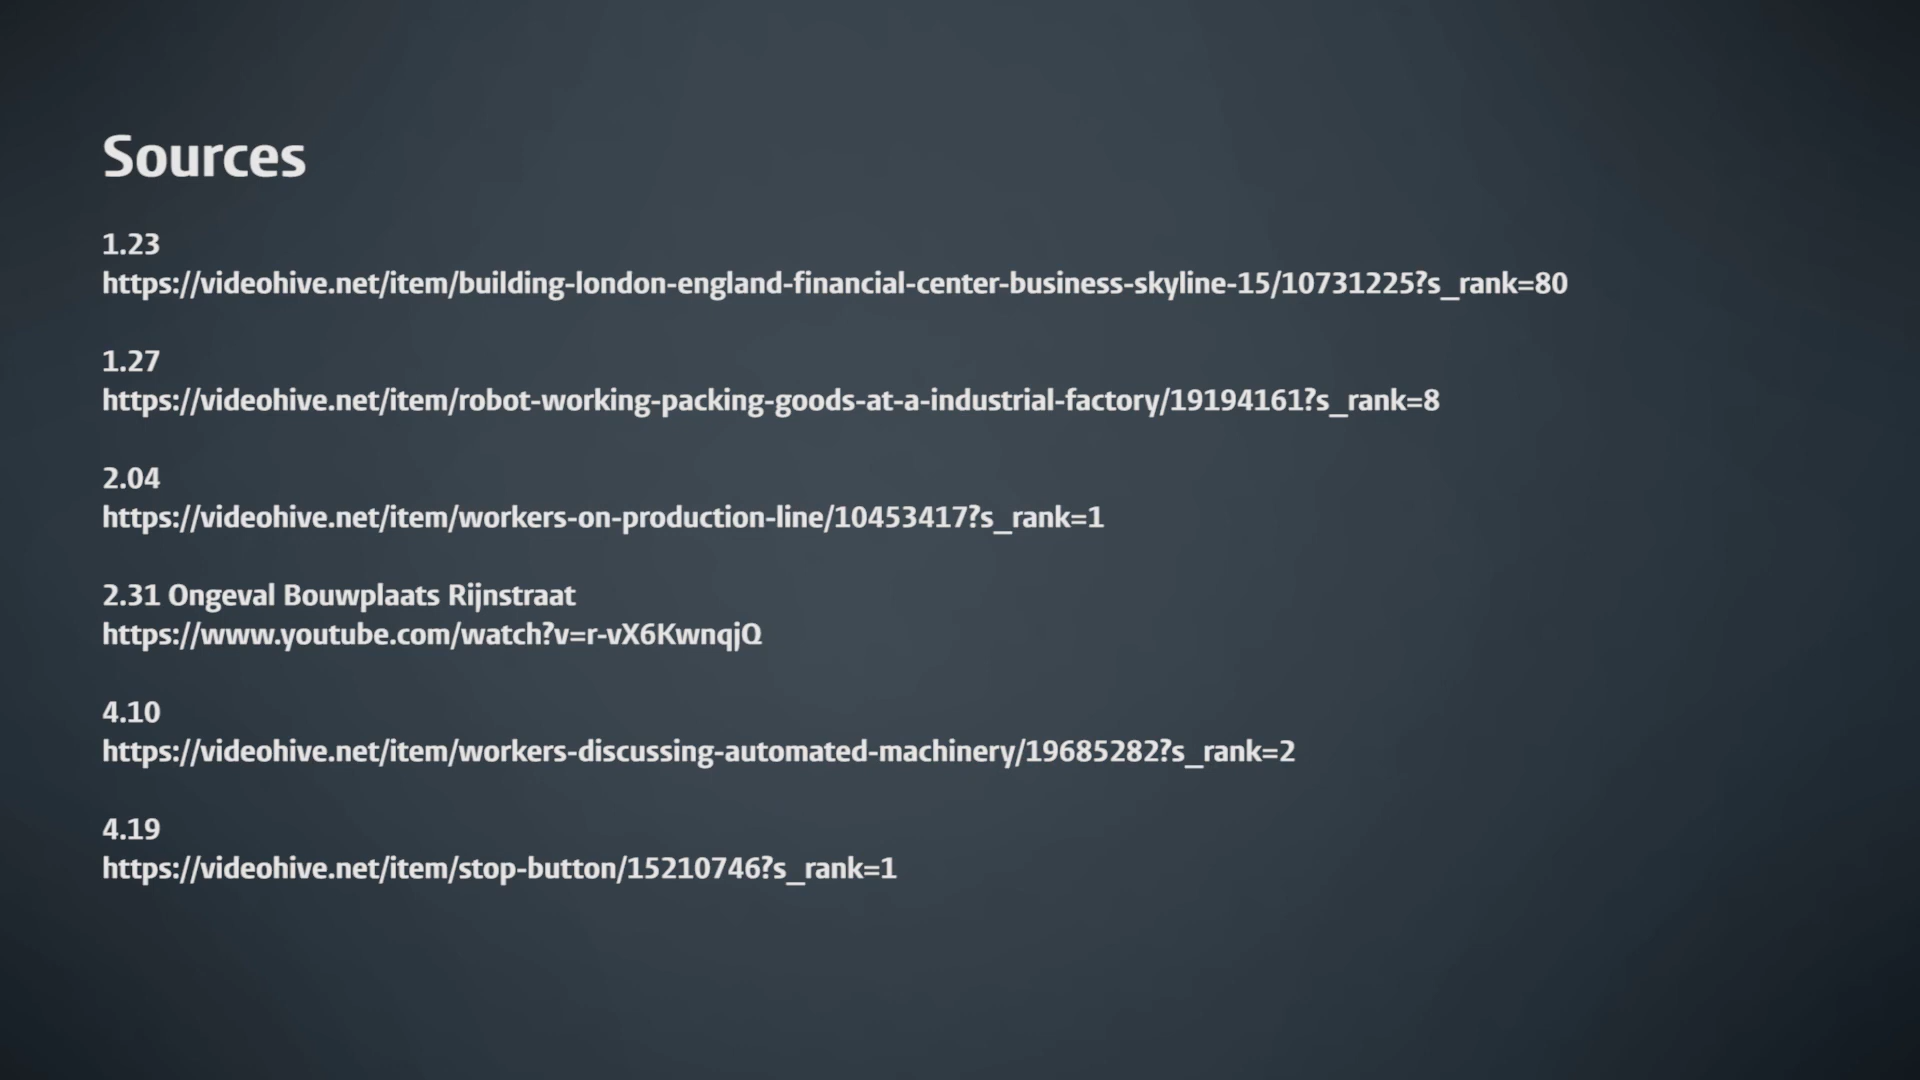 Sources
1.23
https://videohive.net/item/building-london-england-financial-center-business-skyline-15/10731225?s_rank=80
1.27
https://videohive.net/item/robot-working-packing-goods-at-a-industrial-factory/19194161?s_rank=8
2.04
https://videohive.net/item/workers-on-production-line/10453417?s_rank=1
2.31 Ongeval Bouwplaats Rijnstraat
https://www.youtube.com/watch?v=r-vX6KwnqjQ
4.10
https://videohive.net/item/workers-discussing-automated-machinery/19685282?s_rank=2
4.19
https://videohive.net/item/stop-button/15210746?s_rank=1